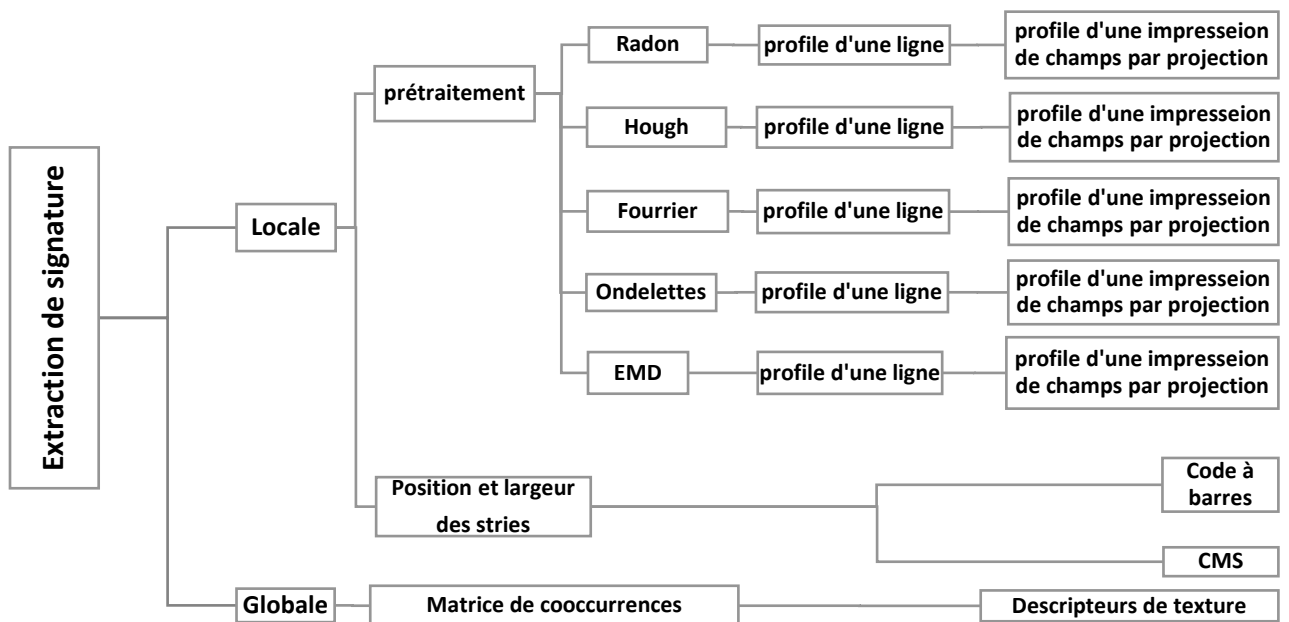 Extraction de signature
Locale
prétraitement
Radon
profile d'une ligne
profile d'une impresseion
de champs par projection
Hough
profile d'une ligne
profile d'une impresseion
de champs par projection
Fourrier
profile d'une ligne
profile d'une impresseion
de champs par projection
Ondelettes
profile d'une ligne
profile d'une impresseion
de champs par projection
EMD
profile d'une ligne
profile d'une impresseion
de champs par projection
Position et largeur
des stries
Code à
barres
CMS
Globale
Matrice de cooccurrences
Descripteurs de texture